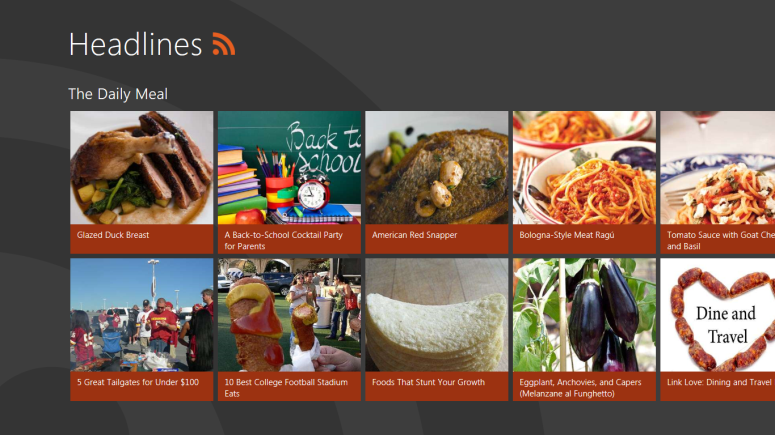 Headlines
The Daily Meal
Back to
school
Glazed Duck Breast
A Back-to-School Cocktail Party
for Parents
American Red Snapper
Bologna-Style Meat Ragú
Tomato Sauce with Goat Che
and Basil
Dine and
Travel
5 Great Tailgates for Under $100
10 Best College Football Stadium
Eats
Foods That Stunt Your Growth
Eggplant, Anchovies, and Capers
(Melanzane al Funghetto)
Link Love: Dining and Travel